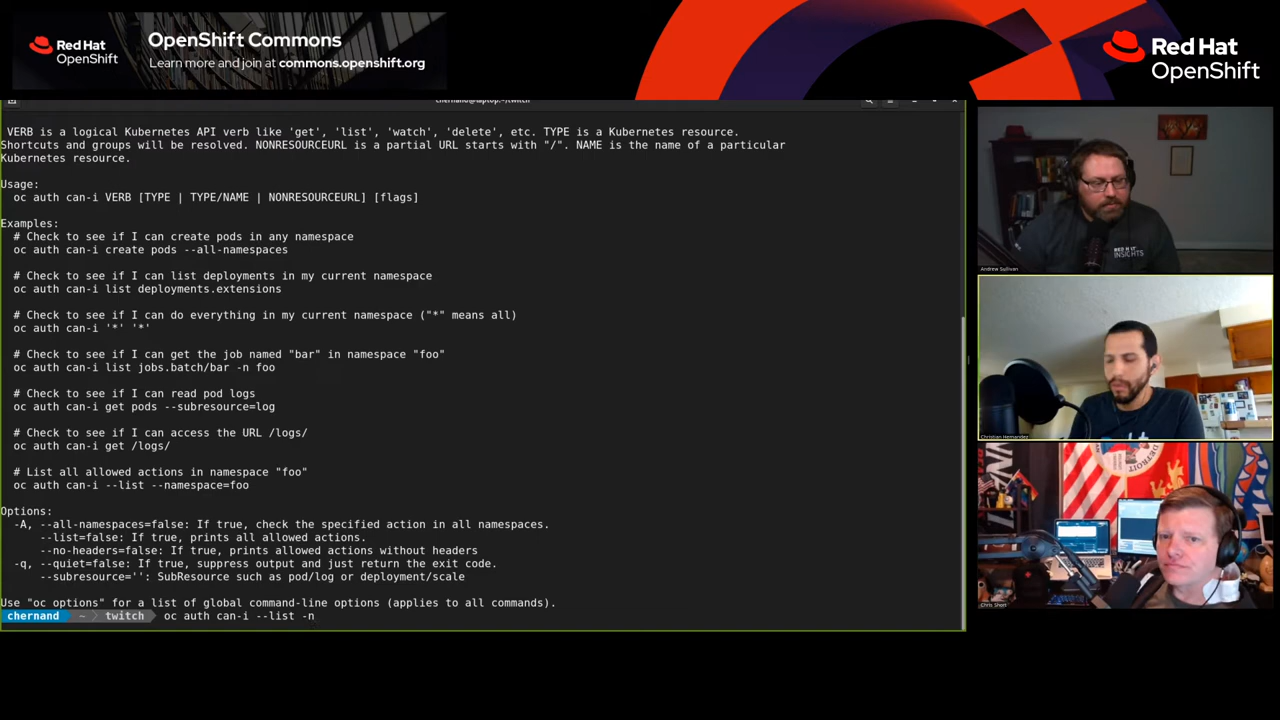 Red Hat
OpenShift
OpenShift Commons
Learn more and join at commons.openshift.org
Red Hat
OpenShift
chernand@laptop:~/twitch
VERB is a logical Kubernetes API verb like 'get', 'list', 'watch', 'delete', etc. TYPE is a Kubernetes resource.
Shortcuts and groups will be resolved. NONRESOURCEURL is a partial URL starts with "/". NAME is the name of a particular
Kubernetes resource.
Usage:
oc auth can-i VERB [TYPE | TYPE/NAME | NONRESOURCEURL] [flags]
Examples:
# Check to see if I can create pods in any namespace
oc auth can-i create pods --all-namespaces
# Check to see if I can list deployments in my current namespace
oc auth can-i list deployments.extensions
# Check to see if I can do everything in my current namespace ("*" means all)
oc auth can-i '*' '*'
# Check to see if I can get the job named "bar" in namespace "foo"
oc auth can-i list jobs.batch/bar -n foo
# Check to see if I can read pod logs
oc auth can-i get pods --subresource=log
# Check to see if I can access the URL /logs/
oc auth can-i get /logs/
# List all allowed actions in namespace "foo"
oc auth can-i --list --namespace=foo
Options:
-A, --all-namespaces=false: If true, check the specified action in all namespaces.
--list=false: If true, prints all allowed actions.
--no-headers=false: If true, prints allowed actions without headers
-q, --quiet=false: If true, suppress output and just return the exit code.
--subresource='': SubResource such as pod/log or deployment/scale
Use "oc options" for a list of global command-line options (applies to all commands).
chernand ~ twitch oc auth can-i --list -n
RED HAT
INSIGHTS
Andrew Sullivan
Christian Hernandez
DETROIT
Chris Short